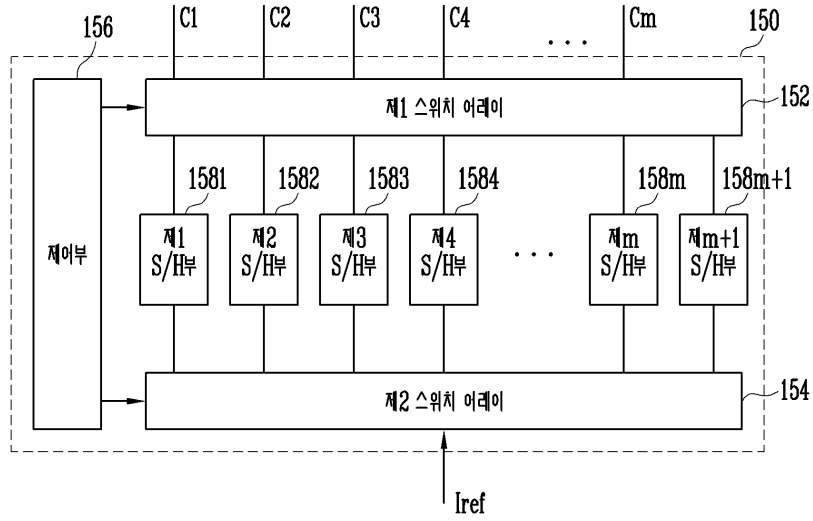 C1 C2 C3 C4 Cm
156
· · ·
150
제1 스위치 어레이
152
1581 1582 1583 1584 158m 158m+1
제어부
제1 S/H부
제2 S/H부
제3 S/H부
제4 S/H부
· · ·
제m S/H부
제m+1 S/H부
제2 스위치 어레이
154
Iref